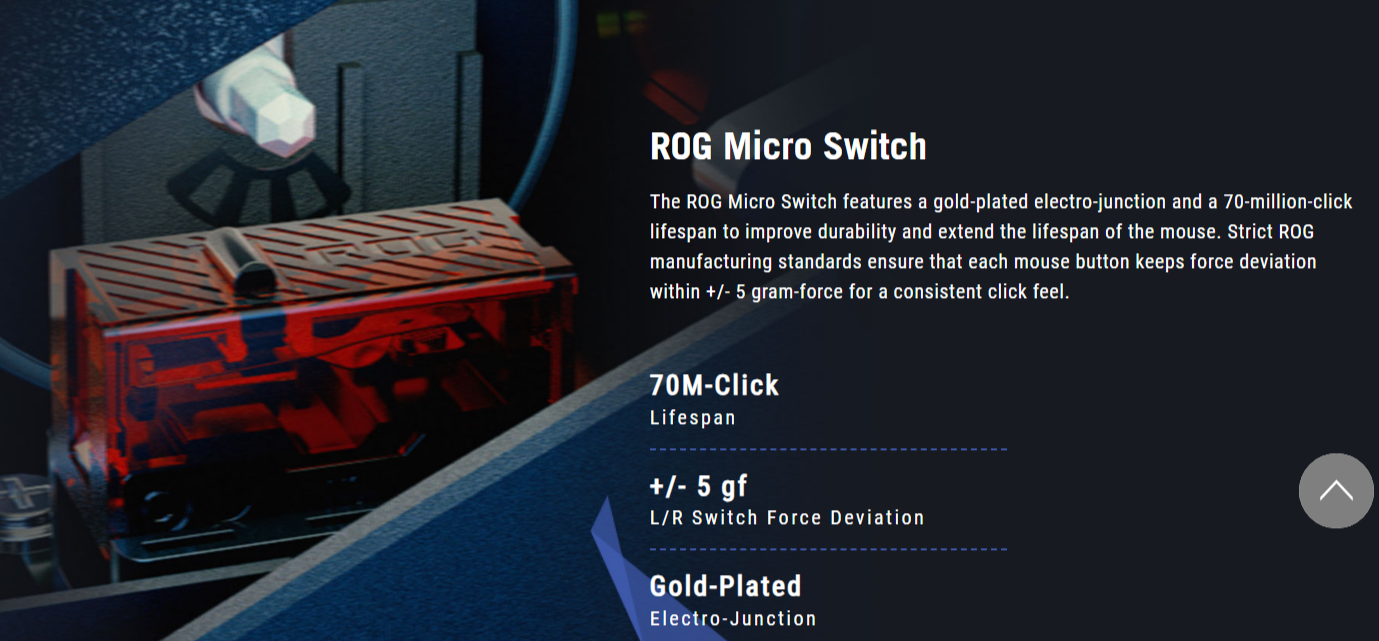 ROG
ROG Micro Switch
The ROG Micro Switch features a gold-plated electro-junction and a 70-million-click
lifespan to improve durability and extend the lifespan of the mouse. Strict ROG
manufacturing standards ensure that each mouse button keeps force deviation
within +/- 5 gram-force for a consistent click feel.
70M-Click
Lifespan
+/- 5 gf
L/R Switch Force Deviation
Gold-Plated
Electro-Junction